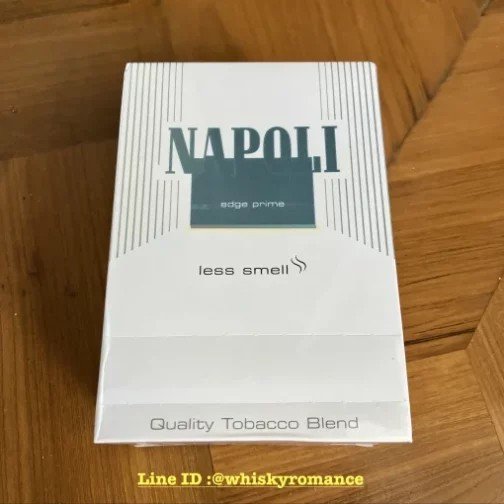 NAPOLI
edge prime
less smell
Quality Tobacco Blend
Line ID :@whiskyromance